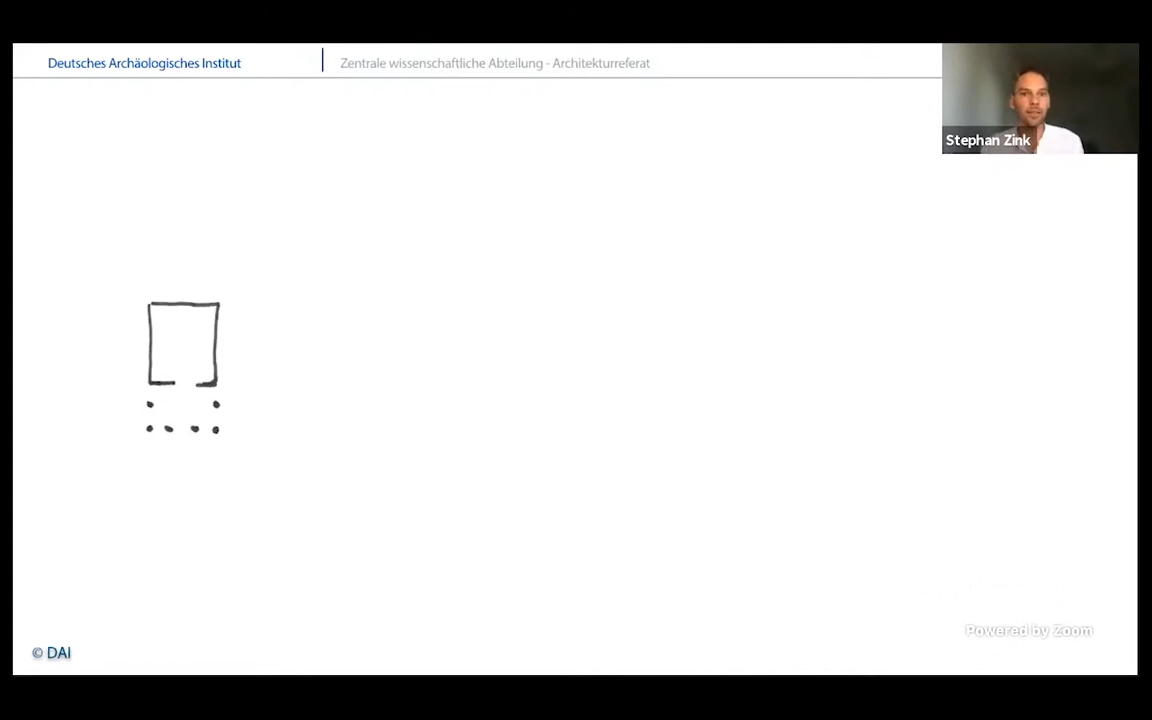 Deutsches Archäologisches Institut
Zentrale wissenschaftliche Abteilung - Architekturreferat
Stephan Zink
Powered by Zoom
© DAI